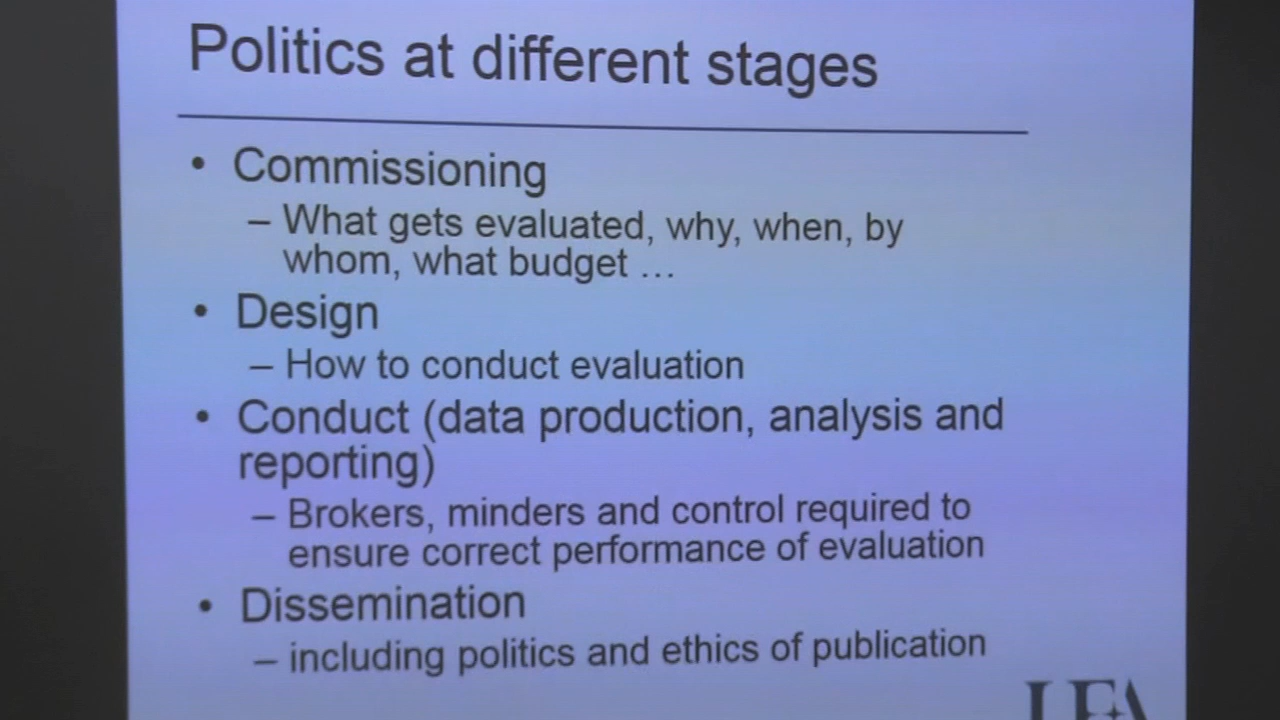 Politics at different stages
• Commissioning
– What gets evaluated, why, when, by
whom, what budget ...
• Design
– How to conduct evaluation
• Conduct (data production, analysis and
reporting)
– Brokers, minders and control required to
ensure correct performance of evaluation
• Dissemination
– including politics and ethics of publication